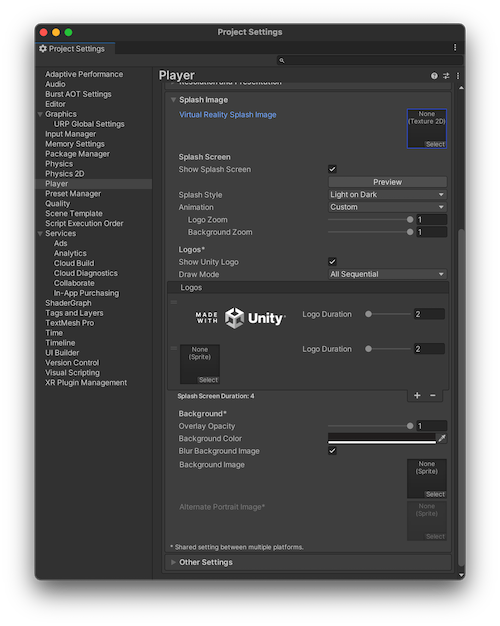 Project Settings
Project Settings
Adaptive Performance
Audio
Burst AOT Settings
Editor
Graphics
URP Global Settings
Input Manager
Memory Settings
Package Manager
Physics
Physics 2D
Player
Preset Manager
Quality
Scene Template
Script Execution Order
Services
Ads
Analytics
Cloud Build
Cloud Diagnostics
Collaborate
In-App Purchasing
ShaderGraph
Tags and Layers
TextMesh Pro
Time
Timeline
UI Builder
Version Control
Visual Scripting
XR Plugin Management
Player
Resolution and Presentation
Splash Image
Virtual Reality Splash Image
None
(Texture 2D)
Select
Splash Screen
Show Splash Screen
Preview
Splash Style Light on Dark
Animation Custom
Logo Zoom 1
Background Zoom 1
Logos*
Show Unity Logo
Draw Mode All Sequential
Logos
MADE WITH Unity Logo Duration 2
None
(Sprite)
Select
Logo Duration 2
Splash Screen Duration: 4
Background*
Overlay Opacity 1
Background Color
Blur Background Image
Background Image
None
(Sprite)
Select
Alternate Portrait Image*
None
(Sprite)
Select
* Shared setting between multiple platforms.
Other Settings